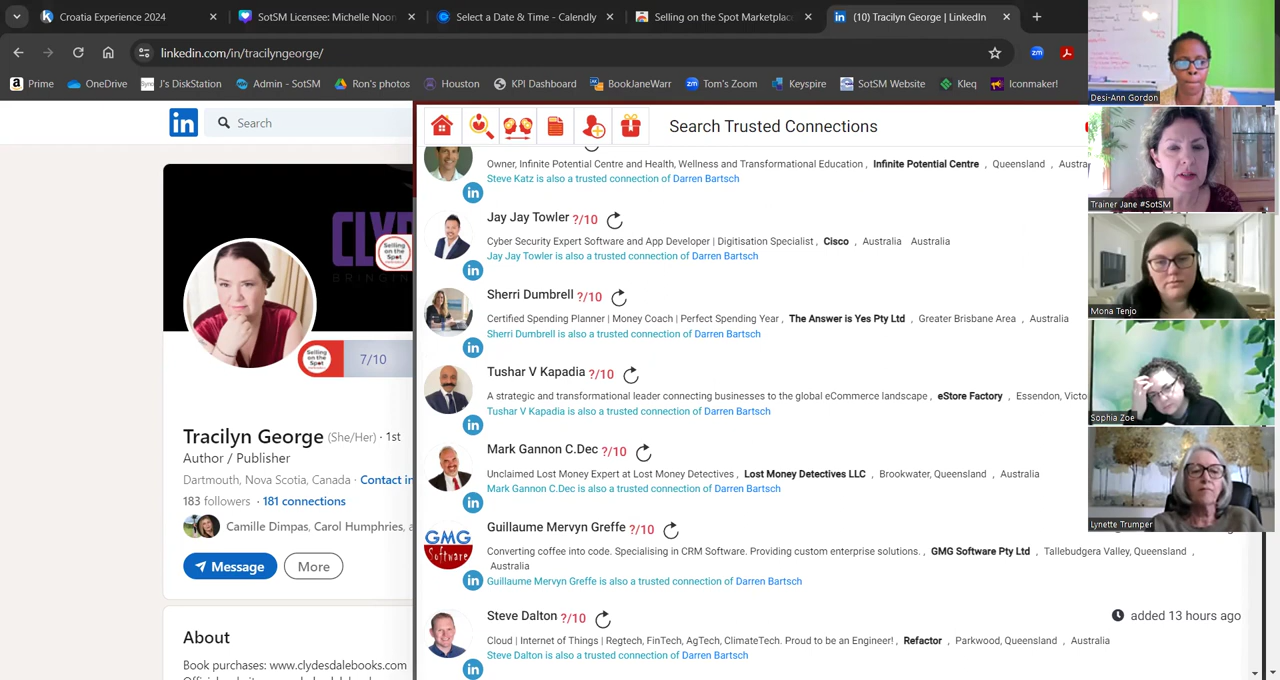 Croatia Experience 2024
SotSM Licensee: Michelle Noon
Select a Date & Time - Calendly
Selling on the Spot Marketplac
(10) Tracilyn George | LinkedIn
linkedin.com/in/tracilyngeorge/
Prime
OneDrive
J's DiskStation
Admin - SotSM
Ron's photos
Houston
KPI Dashboard
BookJaneWarr
Tom's Zoom
Keyspire
SotSM Website
Kleq
Iconmaker!
Search
CLYD
BRINGIN
Selling on the Spot
Selling on the Spot
7/10
Tracilyn George (She/Her) · 1st
Author / Publisher
Dartmouth, Nova Scotia, Canada · Contact in
183 followers · 181 connections
Camille Dimpas, Carol Humphries, a
Message
More
About
Book purchases: www.clydesdalebooks.com
Search Trusted Connections
Owner, Infinite Potential Centre and Health, Wellness and Transformational Education , Infinite Potential Centre , Queensland , Austra
Steve Katz is also a trusted connection of Darren Bartsch
Jay Jay Towler ?/10
Cyber Security Expert Software and App Developer | Digitisation Specialist , Cisco , Australia Australia
Jay Jay Towler is also a trusted connection of Darren Bartsch
Sherri Dumbrell ?/10
Certified Spending Planner | Money Coach | Perfect Spending Year , The Answer is Yes Pty Ltd , Greater Brisbane Area , Australia
Sherri Dumbrell is also a trusted connection of Darren Bartsch
Tushar V Kapadia ?/10
A strategic and transformational leader connecting businesses to the global eCommerce landscape , eStore Factory , Essendon, Victo
Tushar V Kapadia is also a trusted connection of Darren Bartsch
Mark Gannon C.Dec ?/10
Unclaimed Lost Money Expert at Lost Money Detectives , Lost Money Detectives LLC , Brookwater, Queensland , Australia
Mark Gannon C.Dec is also a trusted connection of Darren Bartsch
GMG Software
Guillaume Mervyn Greffe ?/10
Converting coffee into code. Specialising in CRM Software. Providing custom enterprise solutions. , GMG Software Pty Ltd , Tallebudgera Valley, Queensland ,
Australia
Guillaume Mervyn Greffe is also a trusted connection of Darren Bartsch
Steve Dalton ?/10
added 13 hours ago
Cloud | Internet of Things | Regtech, FinTech, AgTech, ClimateTech. Proud to be an Engineer! , Refactor , Parkwood, Queensland , Australia
Steve Dalton is also a trusted connection of Darren Bartsch
Desi-Ann Gordon
Trainer Jane #SotSM
Mona Tenjo
Sophia Zoe
Lynette Trumper